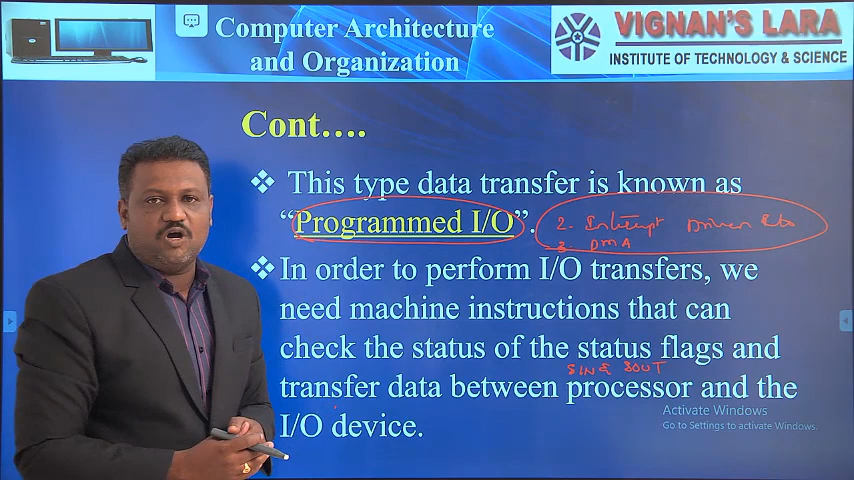 Computer Architecture
and Organization
VIGNAN'S LARA
INSTITUTE OF TECHNOLOGY & SCIENCE
Cont....
❖ This type data transfer is known as
“Programmed I/O”.
2. Interrupt Driven I/O
3. DMA
❖ In order to perform I/O transfers, we
need machine instructions that can
check the status of the status flags and
SIN & SOUT
transfer data between processor and the
I/O device.
Activate Windows
Go to Settings to activate Windows.